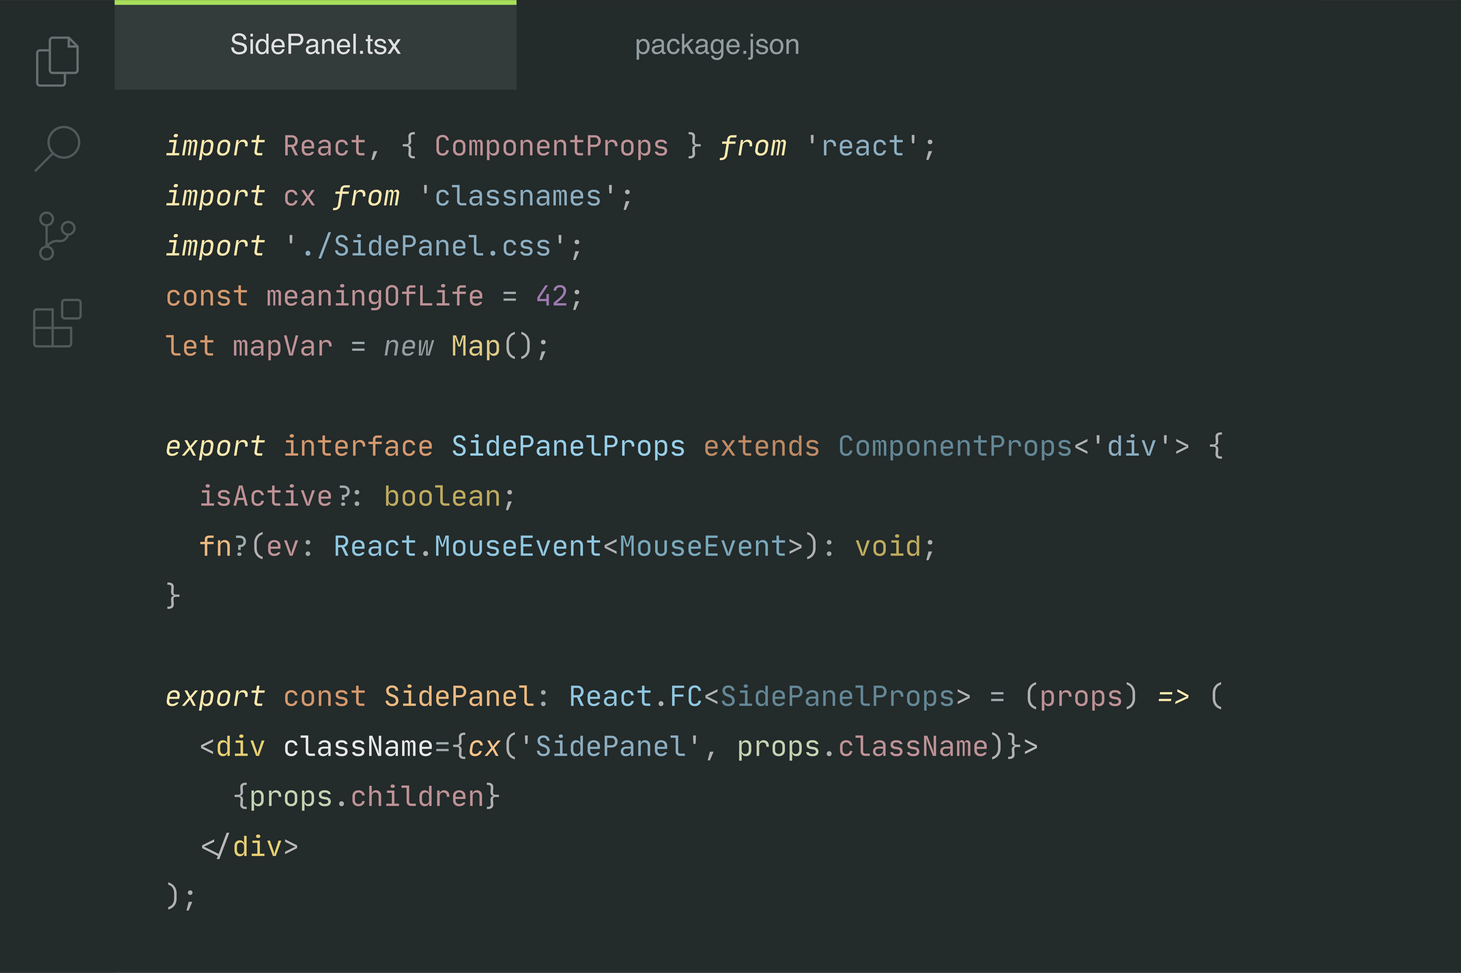 SidePanel.tsx package.json
import React, { ComponentProps } from 'react';
import cx from 'classnames';
import './SidePanel.css';
const meaningOfLife = 42;
let mapVar = new Map();
export interface SidePanelProps extends ComponentProps<'div'> {
isActive?: boolean;
fn?(ev: React.MouseEvent<MouseEvent>): void;
}
export const SidePanel: React.FC<SidePanelProps> = (props) => (
<div className={cx('SidePanel', props.className)}>
{props.children}
</div>
);